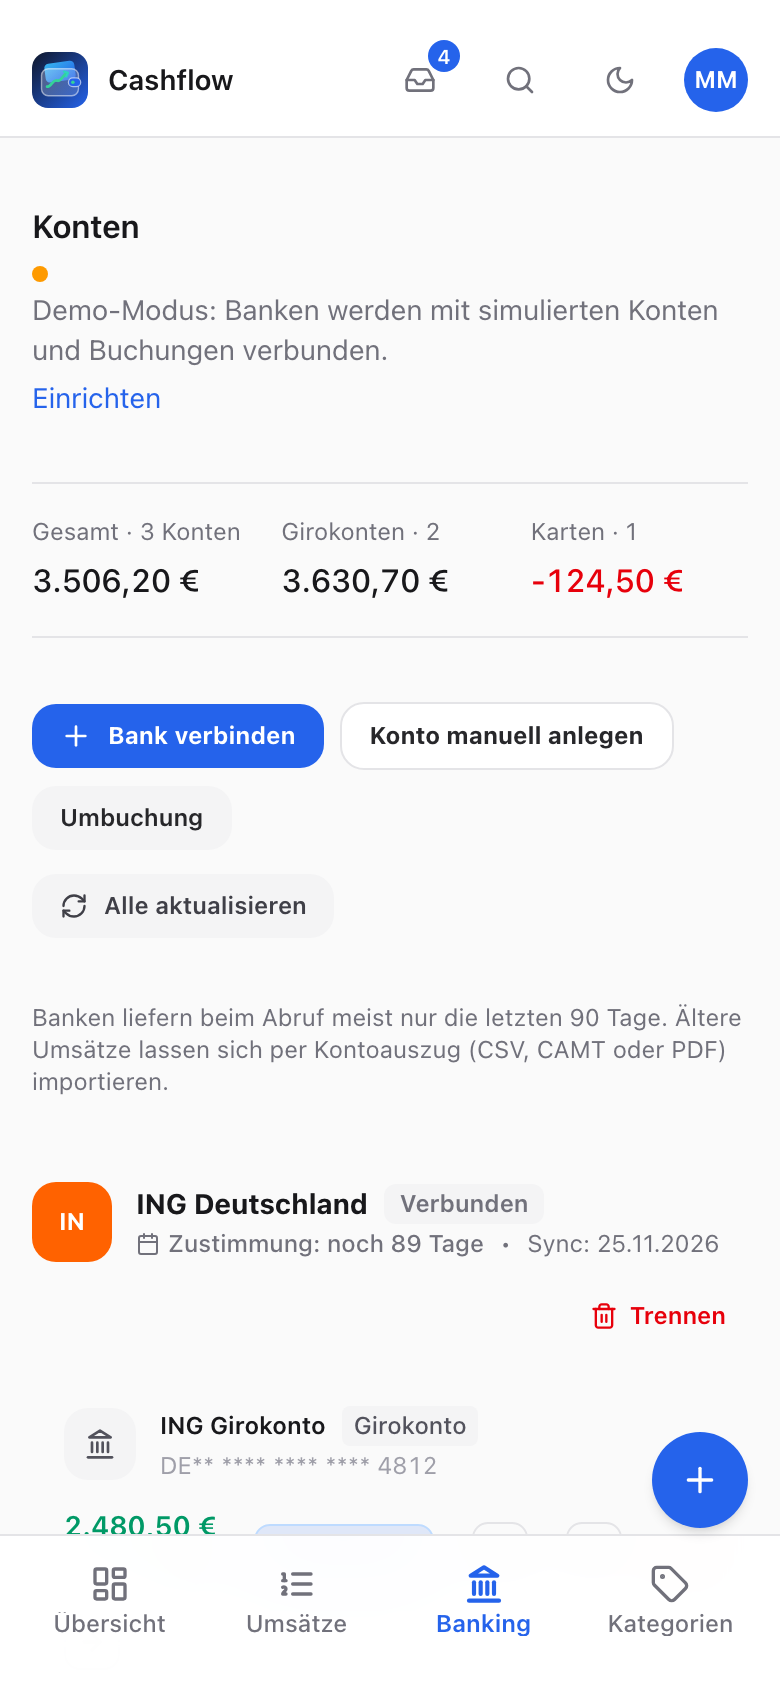 Cashflow
4
MM
Konten
Demo-Modus: Banken werden mit simulierten Konten
und Buchungen verbunden.
Einrichten
Gesamt · 3 Konten
3.506,20 €
Girokonten · 2
3.630,70 €
Karten · 1
-124,50 €
Bank verbinden
Konto manuell anlegen
Umbuchung
Alle aktualisieren
Banken liefern beim Abruf meist nur die letzten 90 Tage. Ältere
Umsätze lassen sich per Kontoauszug (CSV, CAMT oder PDF)
importieren.
IN
ING Deutschland
Verbunden
Zustimmung: noch 89 Tage • Sync: 25.11.2026
Trennen
ING Girokonto
Girokonto
DE** **** **** **** 4812
2.480,50 €
Übersicht
Umsätze
Banking
Kategorien